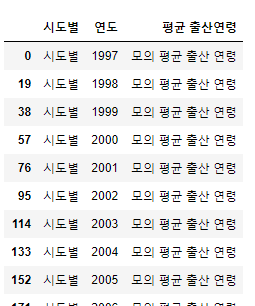 시도별 연도 평균 출산연령
0 시도별 1997 모의 평균 출산 연령
19 시도별 1998 모의 평균 출산 연령
38 시도별 1999 모의 평균 출산 연령
57 시도별 2000 모의 평균 출산 연령
76 시도별 2001 모의 평균 출산 연령
95 시도별 2002 모의 평균 출산 연령
114 시도별 2003 모의 평균 출산 연령
133 시도별 2004 모의 평균 출산 연령
152 시도별 2005 모의 평균 출산 연령